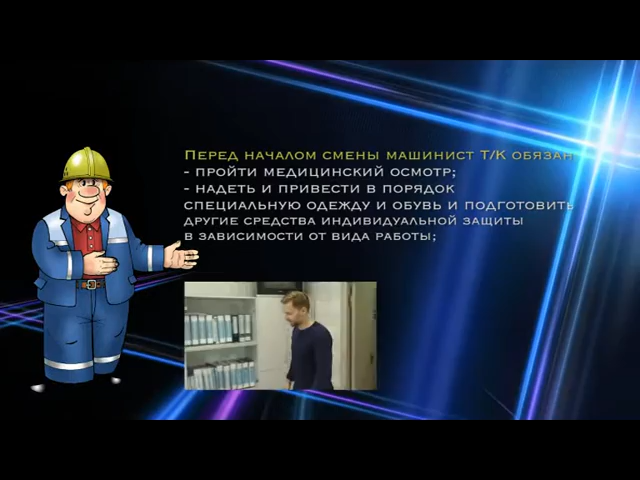 Перед началом смены машинист Т/К обязан
- пройти медицинский осмотр;
- надеть и привести в порядок
специальную одежду и обувь и подготовить
другие средства индивидуальной защиты
в зависимости от вида работы;